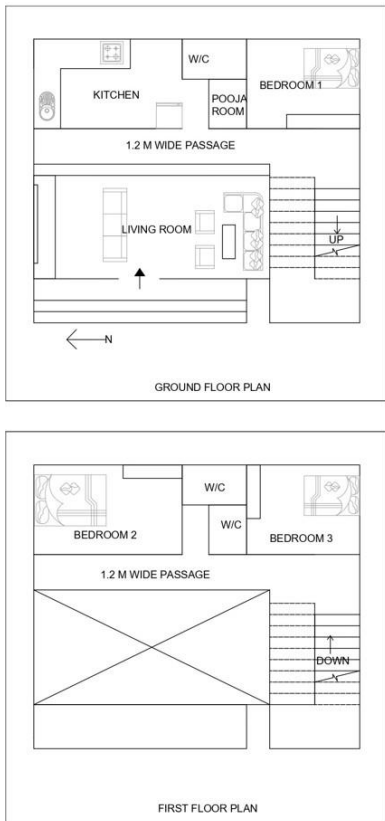 W/C
KITCHEN
BEDROOM 1
POOJA
ROOM
1.2 M WIDE PASSAGE
LIVING ROOM
UP
N
GROUND FLOOR PLAN
W/C
W/C
BEDROOM 2
BEDROOM 3
1.2 M WIDE PASSAGE
DOWN
FIRST FLOOR PLAN